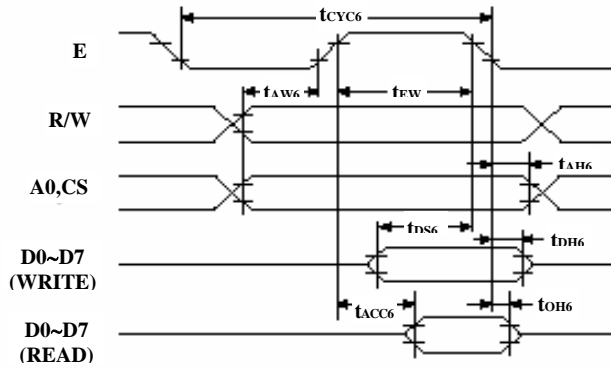 tCYC6
E
tAW6
tEW
R/W
tAH6
A0,CS
tDS6
tDH6
D0~D7
(WRITE)
tACC6
tOH6
D0~D7
(READ)